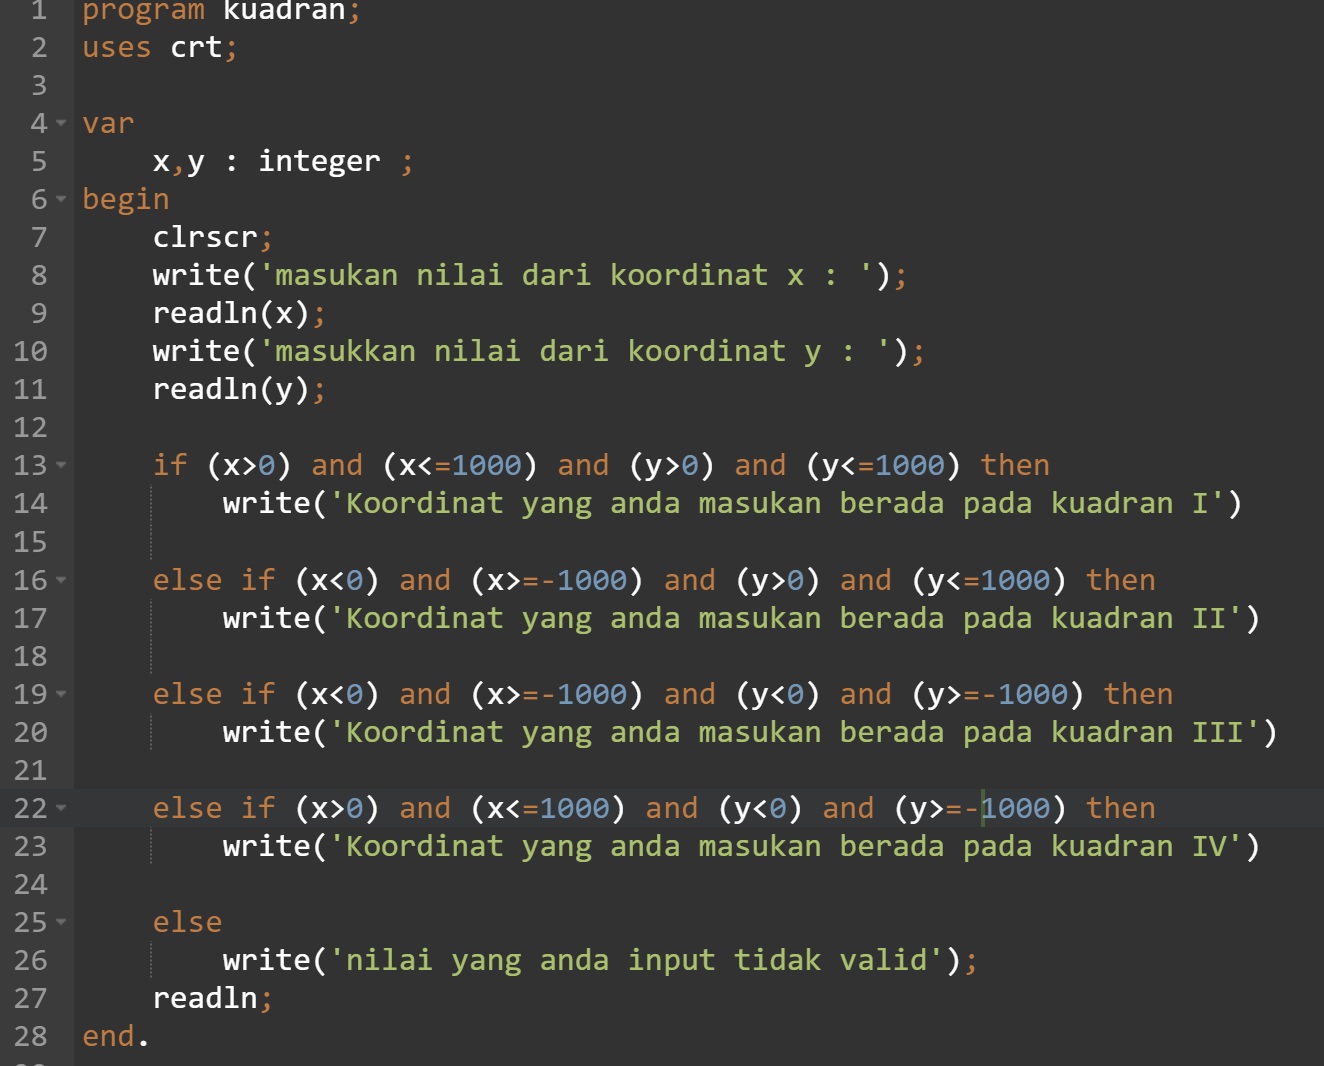 1 program kuadran;
2 uses crt;
3
4 var
5     x,y : integer ;
6 begin
7     clrscr;
8     write('masukan nilai dari koordinat x : ');
9     readln(x);
10     write('masukkan nilai dari koordinat y : ');
11     readln(y);
12
13     if (x>0) and (x<=1000) and (y>0) and (y<=1000) then
14         write('Koordinat yang anda masukan berada pada kuadran I')
15
16     else if (x<0) and (x>=-1000) and (y>0) and (y<=1000) then
17         write('Koordinat yang anda masukan berada pada kuadran II')
18
19     else if (x<0) and (x>=-1000) and (y<0) and (y>=-1000) then
20         write('Koordinat yang anda masukan berada pada kuadran III')
21
22     else if (x>0) and (x<=1000) and (y<0) and (y>=-1000) then
23         write('Koordinat yang anda masukan berada pada kuadran IV')
24
25     else
26         write('nilai yang anda input tidak valid');
27     readln;
28 end.